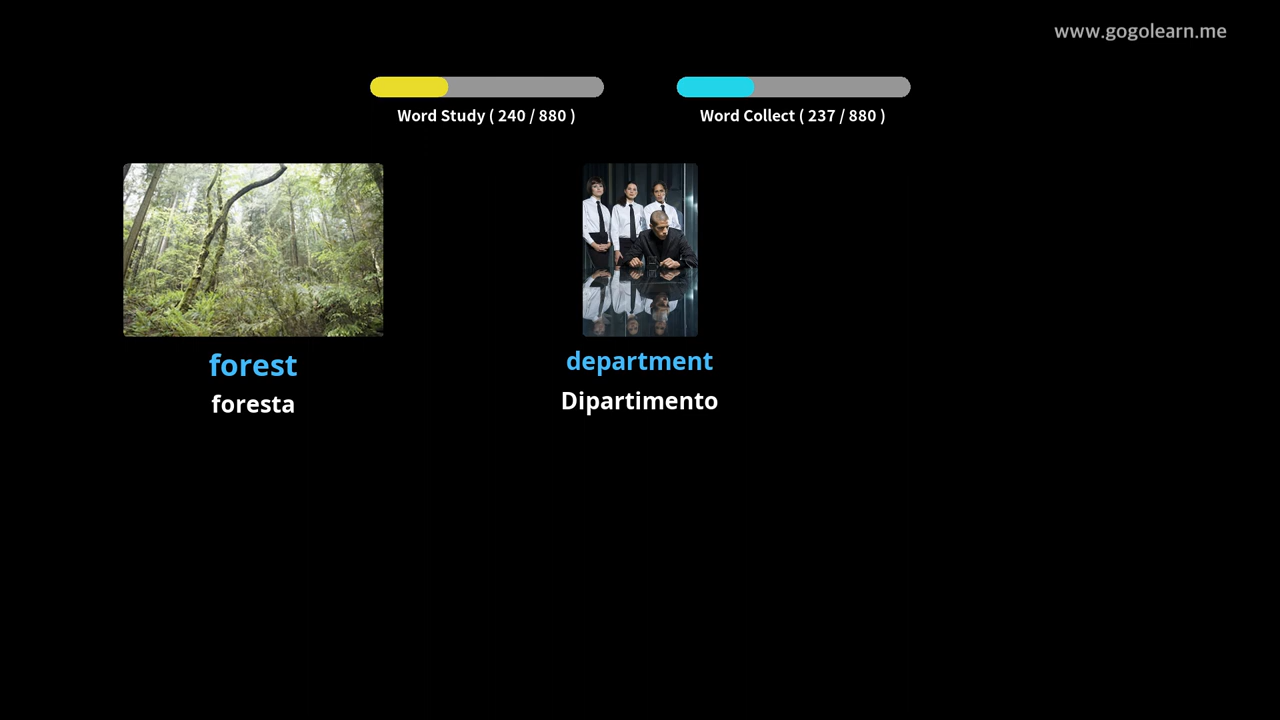 www.gogolearn.me
Word Study ( 240 / 880 )
Word Collect ( 237 / 880 )
forest
foresta
department
Dipartimento